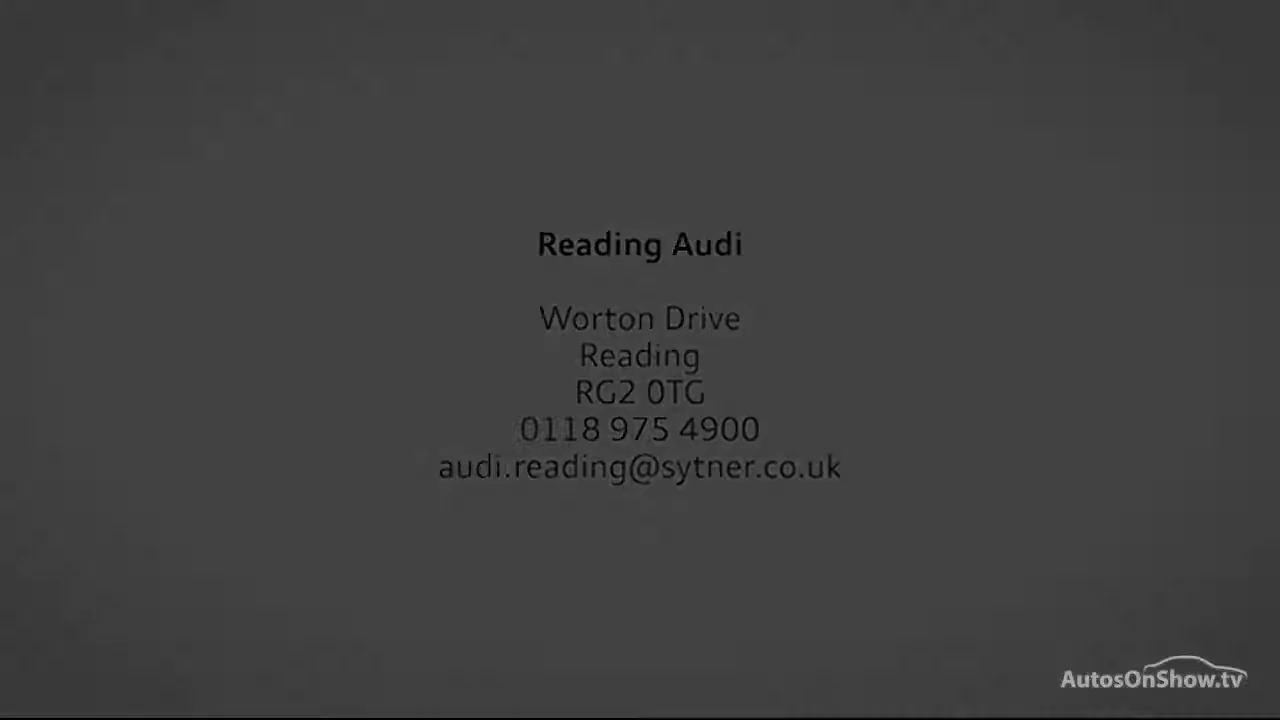 Reading Audi
Worton Drive
Reading
RG2 0TG
0118 975 4900
audi.reading@sytner.co.uk
AutosOnShow.tv